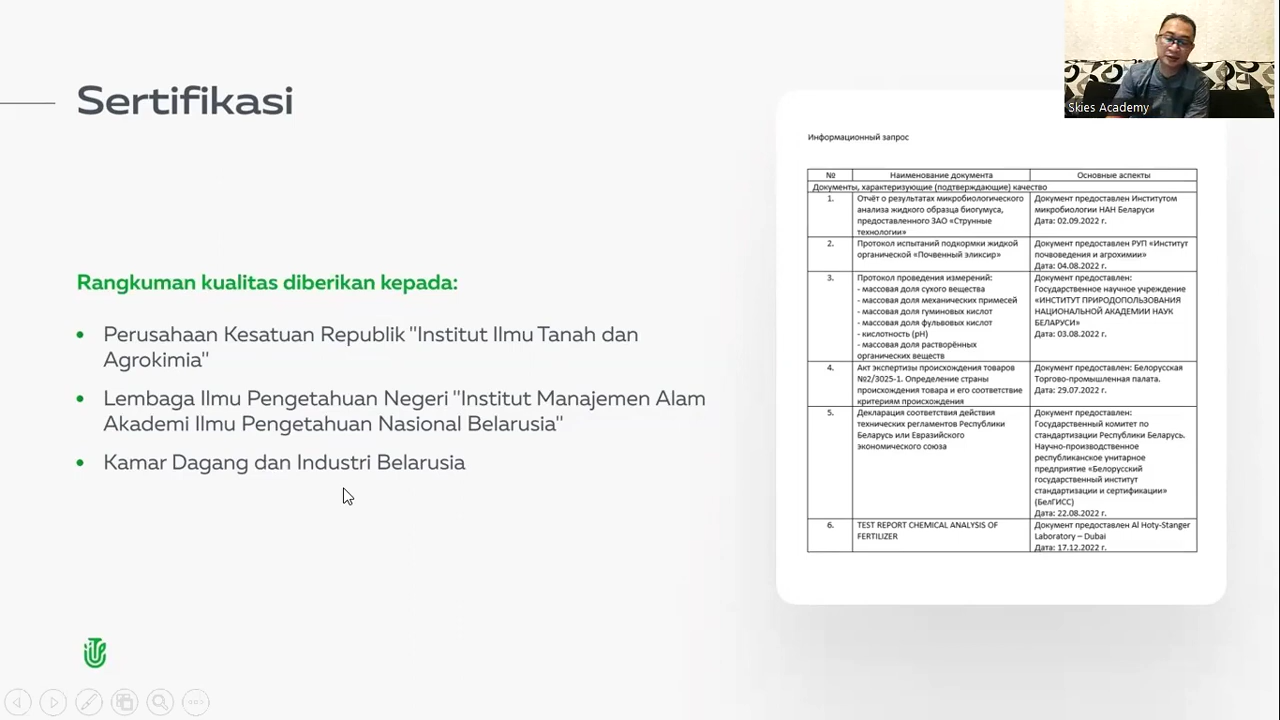 Sertifikasi
Skies Academy
Rangkuman kualitas diberikan kepada:
Perusahaan Kesatuan Republik "Institut Ilmu Tanah dan
Agrokimia"
Lembaga Ilmu Pengetahuan Negeri "Institut Manajemen Alam
Akademi Ilmu Pengetahuan Nasional Belarusia"
Kamar Dagang dan Industri Belarusia
Информационный запрос
№ Наименование документа Основные аспекты
Документы, характеризующие (подтверждающие) качество
1. Отчёт о результатах микробиологического Документ предоставлен Институтом
анализа жидкого образца биогумуса, микробиологии НАН Беларуси
предоставленного ЗАО «Струнные Дата: 02.09.2022 г.
технологии»
2. Протокол испытаний подкормки жидкой Документ предоставлен РУП «Институт
органической «Почвенный эликсир» почвоведения и агрохимии»
Дата: 04.08.2022 г.
3. Протокол проведения измерений: Документ предоставлен:
- массовая доля сухого вещества Государственное научное учреждение
- массовая доля механических примесей «ИНСТИТУТ ПРИРОДОПОЛЬЗОВАНИЯ
- массовая доля гуминовых кислот НАЦИОНАЛЬНОЙ АКАДЕМИИ НАУК
- массовая доля фульвовых кислот БЕЛАРУСИ»
- кислотность (pH) Дата: 03.08.2022 г.
- массовая доля растворённых
органических веществ
4. Акт экспертизы происхождения товаров Документ предоставлен: Белорусская
№2/3025-1. Определение страны Торгово-промышленная палата.
происхождения товара и его соответствие Дата: 29.07.2022 г.
критериям происхождения
5. Декларация соответствия действия Документ предоставлен:
технических регламентов Республики Государственный комитет по
Беларусь или Евразийского стандартизации Республики Беларусь.
экономического союза Научно-производственное
республиканское унитарное
предприятие «Белорусский
государственный институт
стандартизации и сертификации»
(БелГИСС)
Дата: 22.08.2022 г.
6. TEST REPORT CHEMICAL ANALYSIS OF Документ предоставлен Al Hoty-Stanger
FERTILIZER Laboratory – Dubai
Дата: 17.12.2022 г.